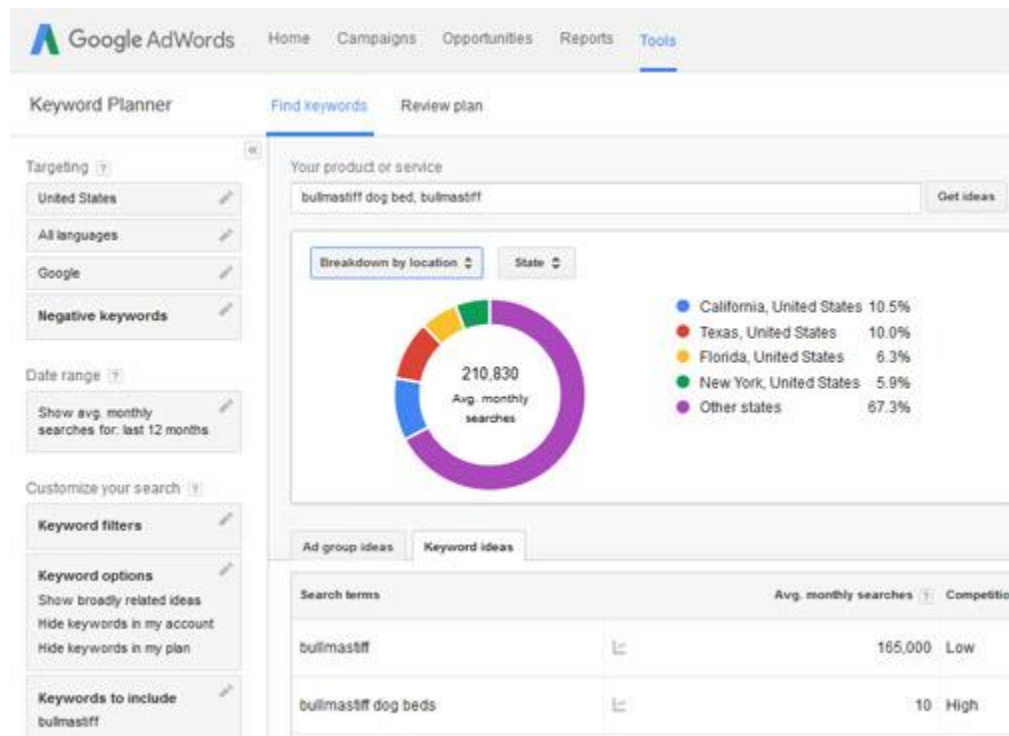 Google AdWords Home Campaigns Opportunities Reports Tools
Keyword Planner Find keywords Review plan
«
Targeting ?
United States
All languages
Google
Negative keywords
Date range ?
Show avg. monthly
searches for: last 12 months
Customize your search ?
Keyword filters
Keyword options
Show broadly related ideas
Hide keywords in my account
Hide keywords in my plan
Keywords to include
bullmastiff
Your product or service
bullmastiff dog bed, bullmastiff Get ideas
Breakdown by location State
210,830
Avg. monthly
searches
California, United States 10.5%
Texas, United States 10.0%
Florida, United States 6.3%
New York, United States 5.9%
Other states 67.3%
Ad group ideas Keyword ideas
Search terms Avg. monthly searches ? Competitio
bullmastiff 165,000 Low
bullmastiff dog beds 10 High